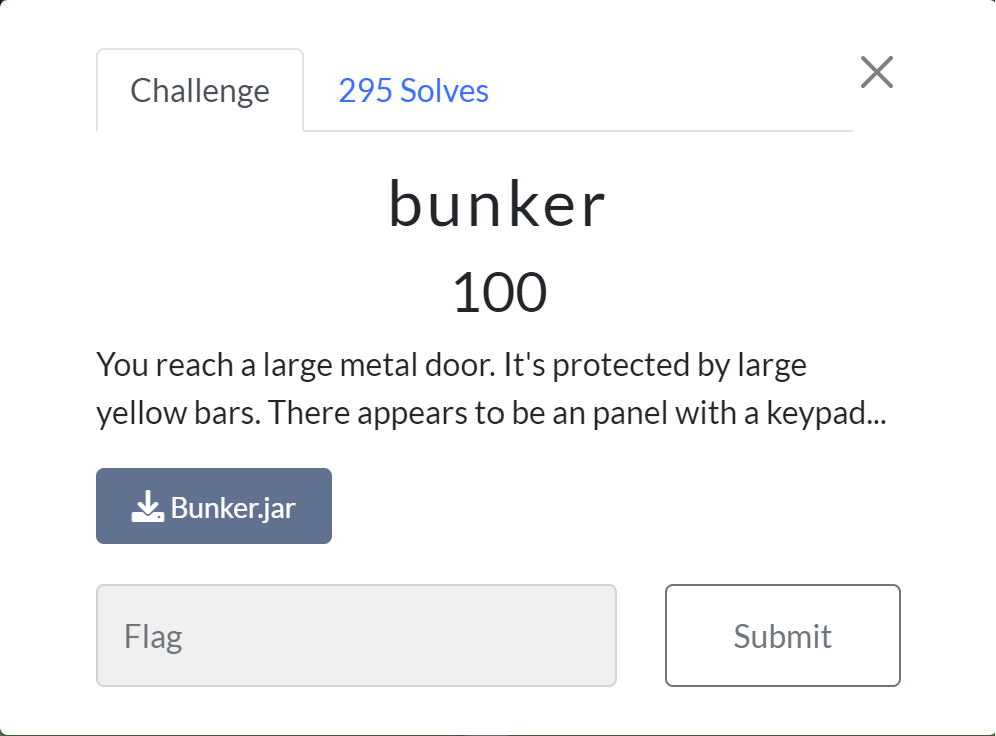 Challenge
295 Solves
bunker
100
You reach a large metal door. It's protected by large
yellow bars. There appears to be an panel with a keypad...
Bunker.jar
Flag
Submit